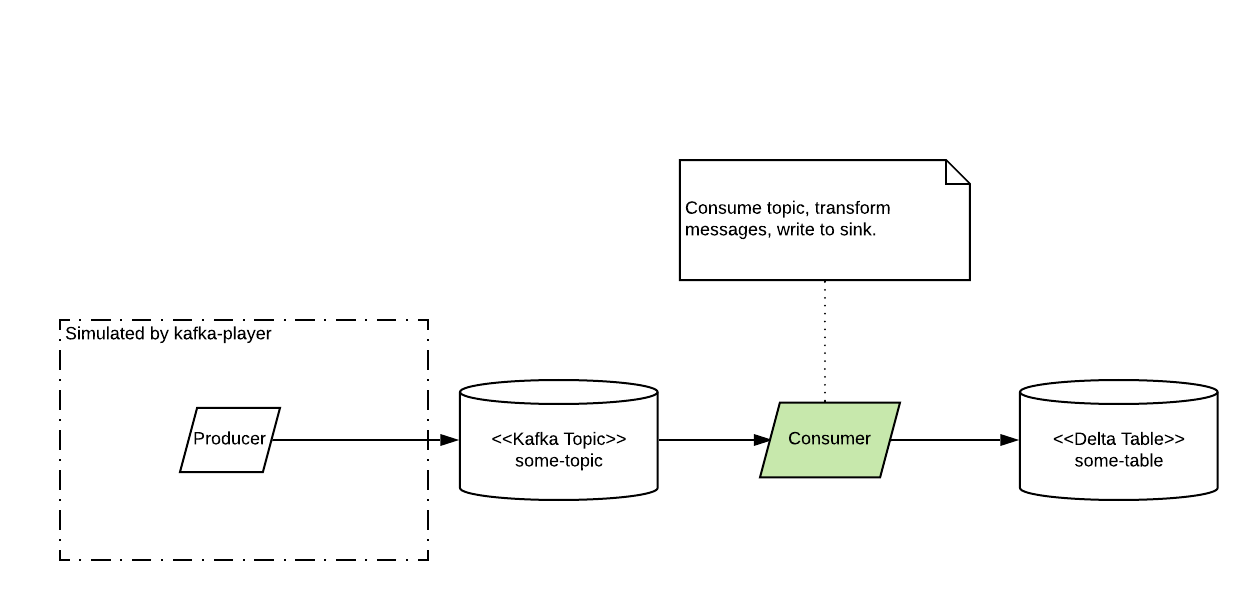 Consume topic, transform
messages, write to sink.
Simulated by kafka-player
Producer
<<Kafka Topic>>
some-topic
Consumer
<<Delta Table>>
some-table